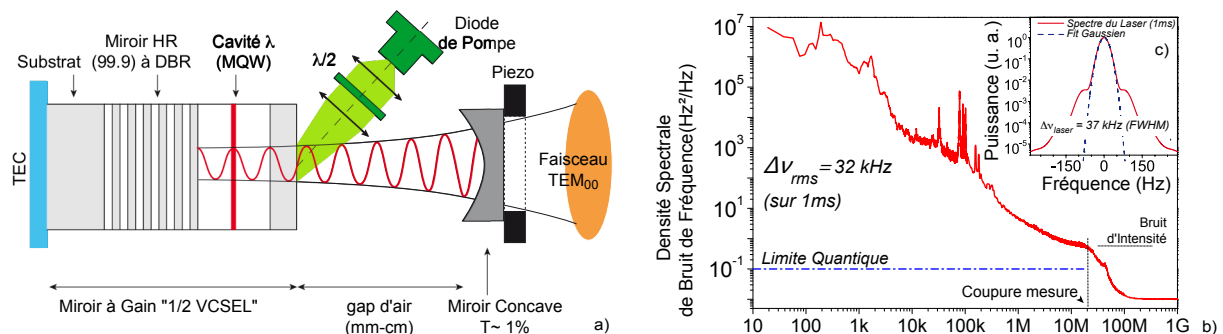 Diode
de Pompe
Cavité λ
(MQW)
Miroir HR
(99.9) à DBR
Substrat
λ/2
Piezo
TEC
Faisceau
TEM00
Miroir à Gain "1/2 VCSEL"
gap d'air
(mm-cm)
Miroir Concave
T~ 1%
a)
Densité Spectrale
de Bruit de Fréquence(Hz²/Hz)
10^7
10^5
10^3
10^1
10^-1
10
100
1k
10k
100k
1M
10M
100M
1G
Δν_rms = 32 kHz
(sur 1ms)
Limite Quantique
Bruit
d'Intensité
Coupure mesure
b)
Puissance (u. a.)
10^0
10^-1
10^-2
10^-3
10^-4
10^-5
Spectre du Laser (1ms)
Fit Gaussien
c)
Δν_laser = 37 kHz (FWHM)
-150
0
150
Fréquence (Hz)